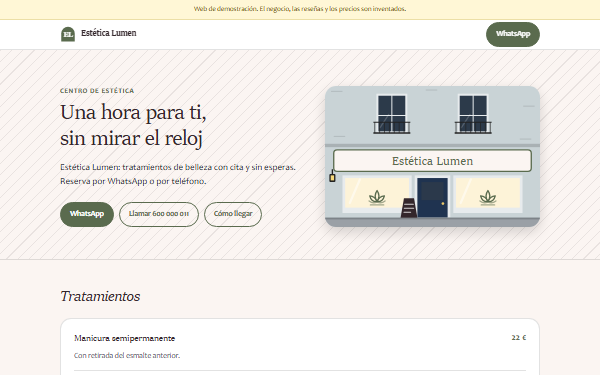 Web de demostración. El negocio, las reseñas y los precios son inventados.
EL Estética Lumen
WhatsApp
CENTRO DE ESTÉTICA
Una hora para ti,
sin mirar el reloj
Estética Lumen: tratamientos de belleza con cita y sin esperas.
Reserva por WhatsApp o por teléfono.
WhatsApp
Llamar 600 000 011
Cómo llegar
Estética Lumen
Tratamientos
Manicura semipermanente 22 €
Con retirada del esmalte anterior.